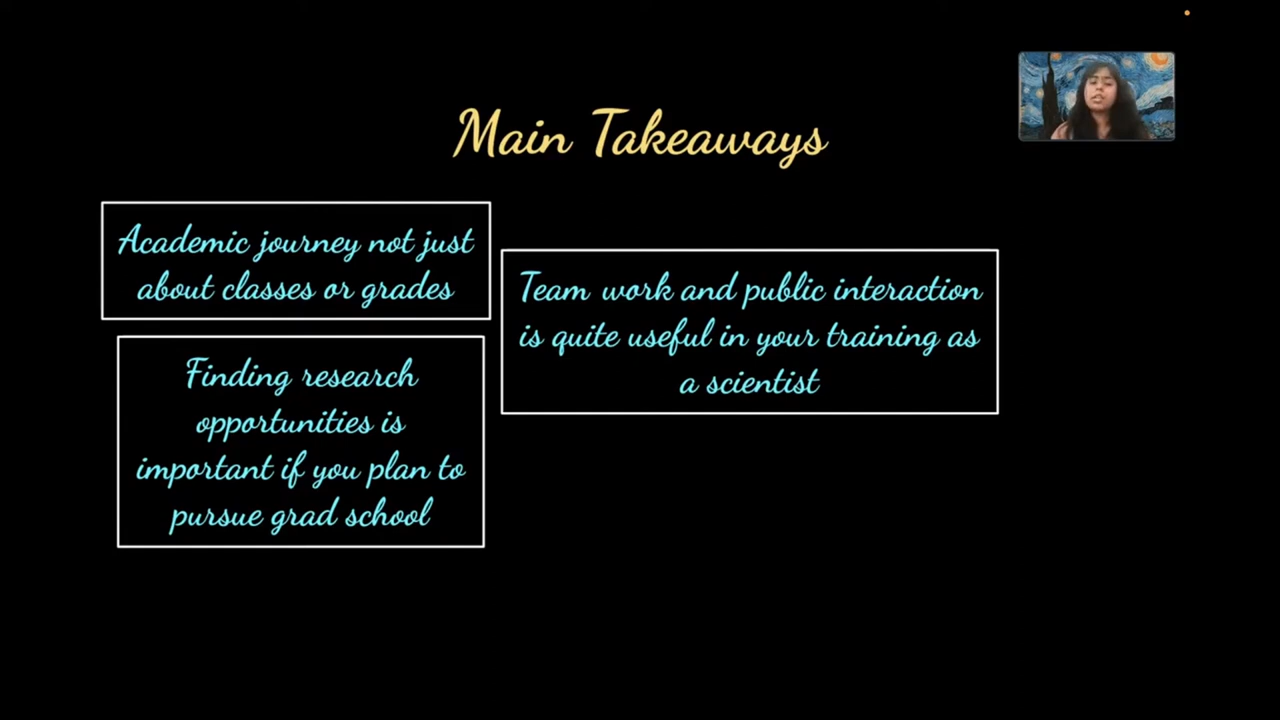 Main Takeaways
Academic journey not just
about classes or grades
Finding research
opportunities is
important if you plan to
pursue grad school
Team work and public interaction
is quite useful in your training as
a scientist